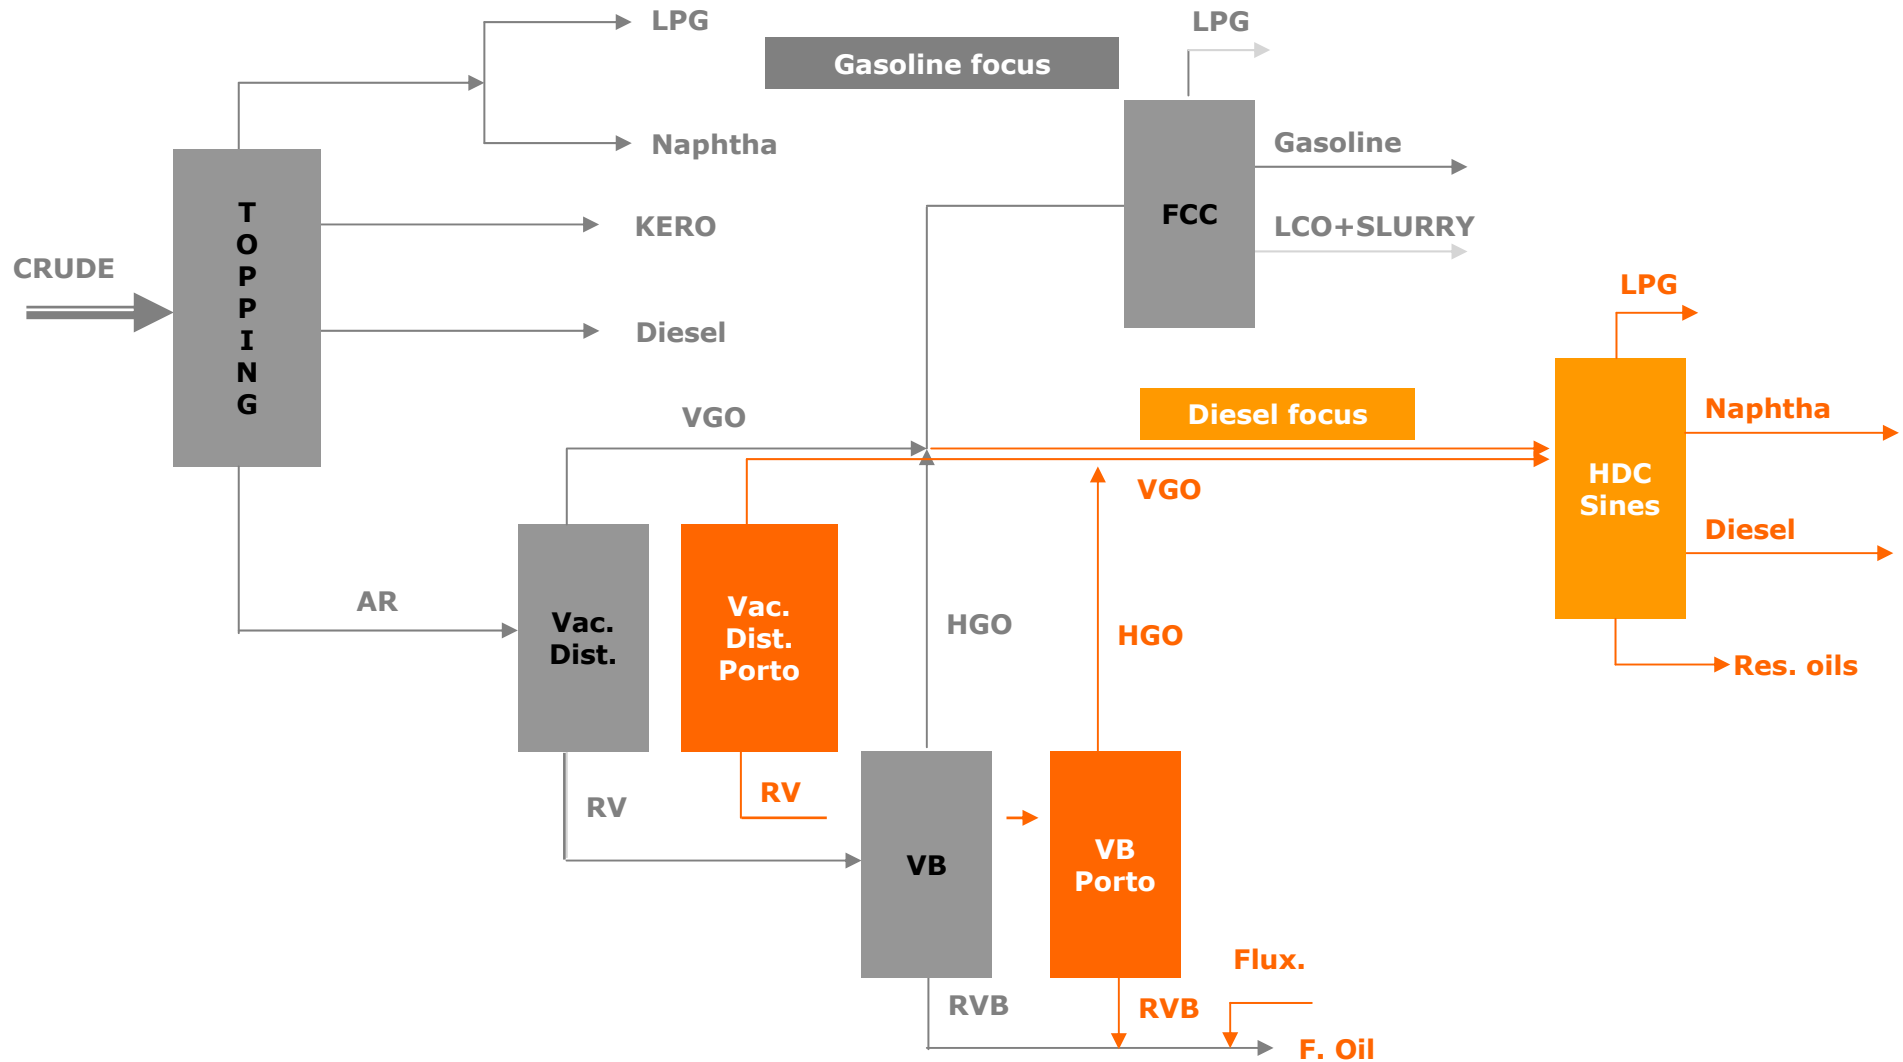 LPG
LPG
Gasoline focus
Naphtha
Gasoline
T
O
P
P
I
N
G
FCC
KERO
LCO+SLURRY
CRUDE
LPG
Diesel
VGO
Diesel focus
Naphtha
HDC
Sines
VGO
Diesel
AR
Vac.
Dist.
Vac.
Dist.
Porto
HGO
HGO
Res. oils
RV
RV
VB
VB
Porto
Flux.
RVB
RVB
F. Oil